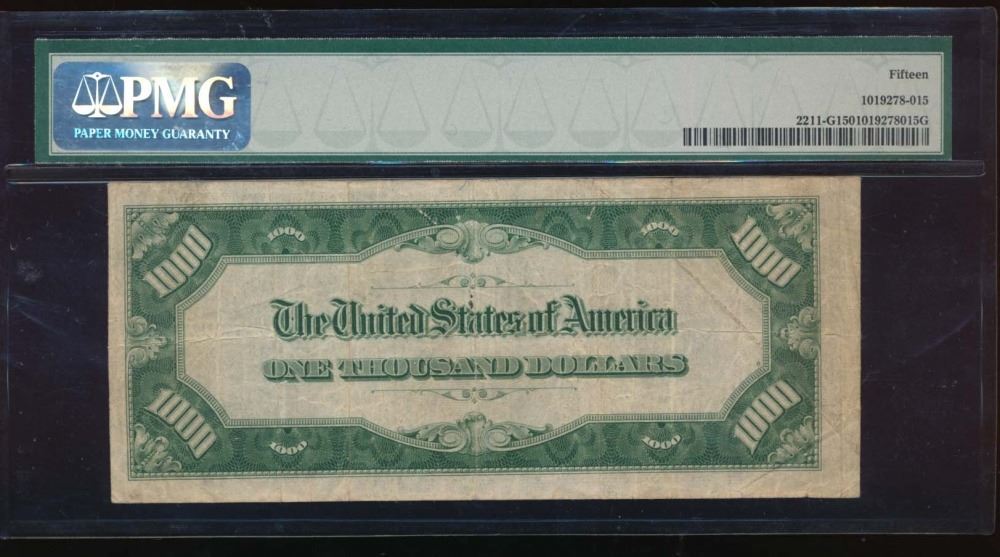 PMG
PAPER MONEY GUARANTY
Fifteen
1019278-015
2211-G1501019278015G
1000
1000
1000
1000
The United States of America
ONE THOUSAND DOLLARS
1000
1000
1000
1000